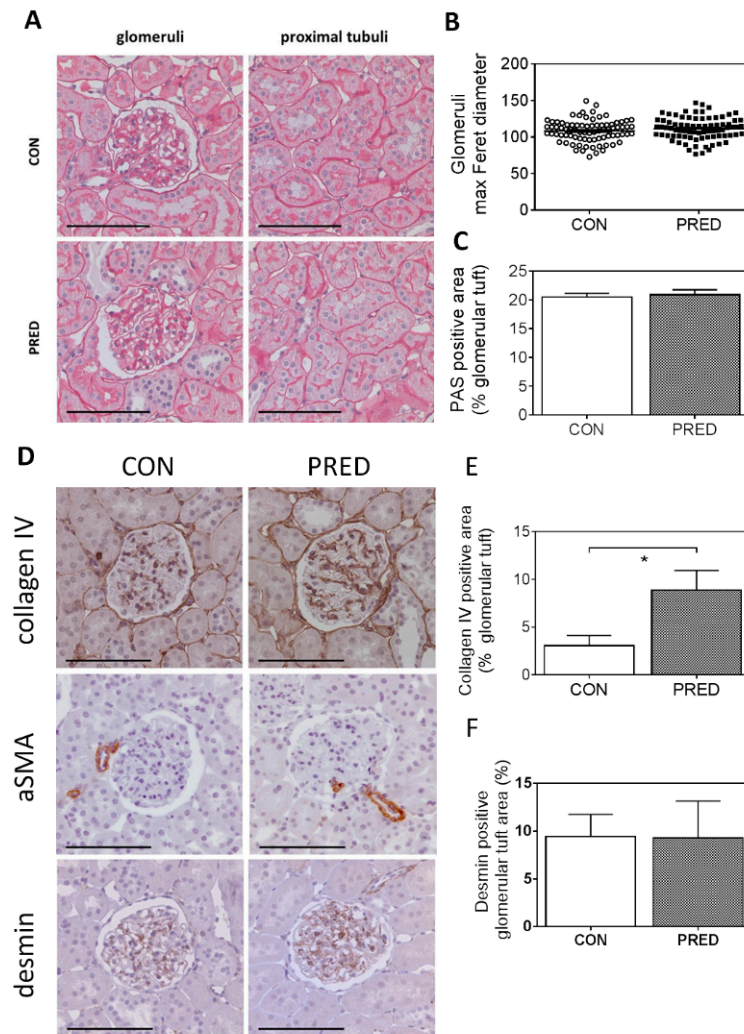 A
glomeruli
proximal tubuli
CON
PRED
B
Glomeruli
max Feret diameter
200
150
100
50
0
CON
PRED
C
PAS positive area
(% glomerular tuft)
25
20
15
10
5
0
CON
PRED
D
CON
PRED
collagen IV
aSMA
desmin
E
Collagen IV positive area
(% glomerular tuft)
15
10
5
0
*
CON
PRED
F
Desmin positive
glomerular tuft area (%)
15
10
5
0
CON
PRED